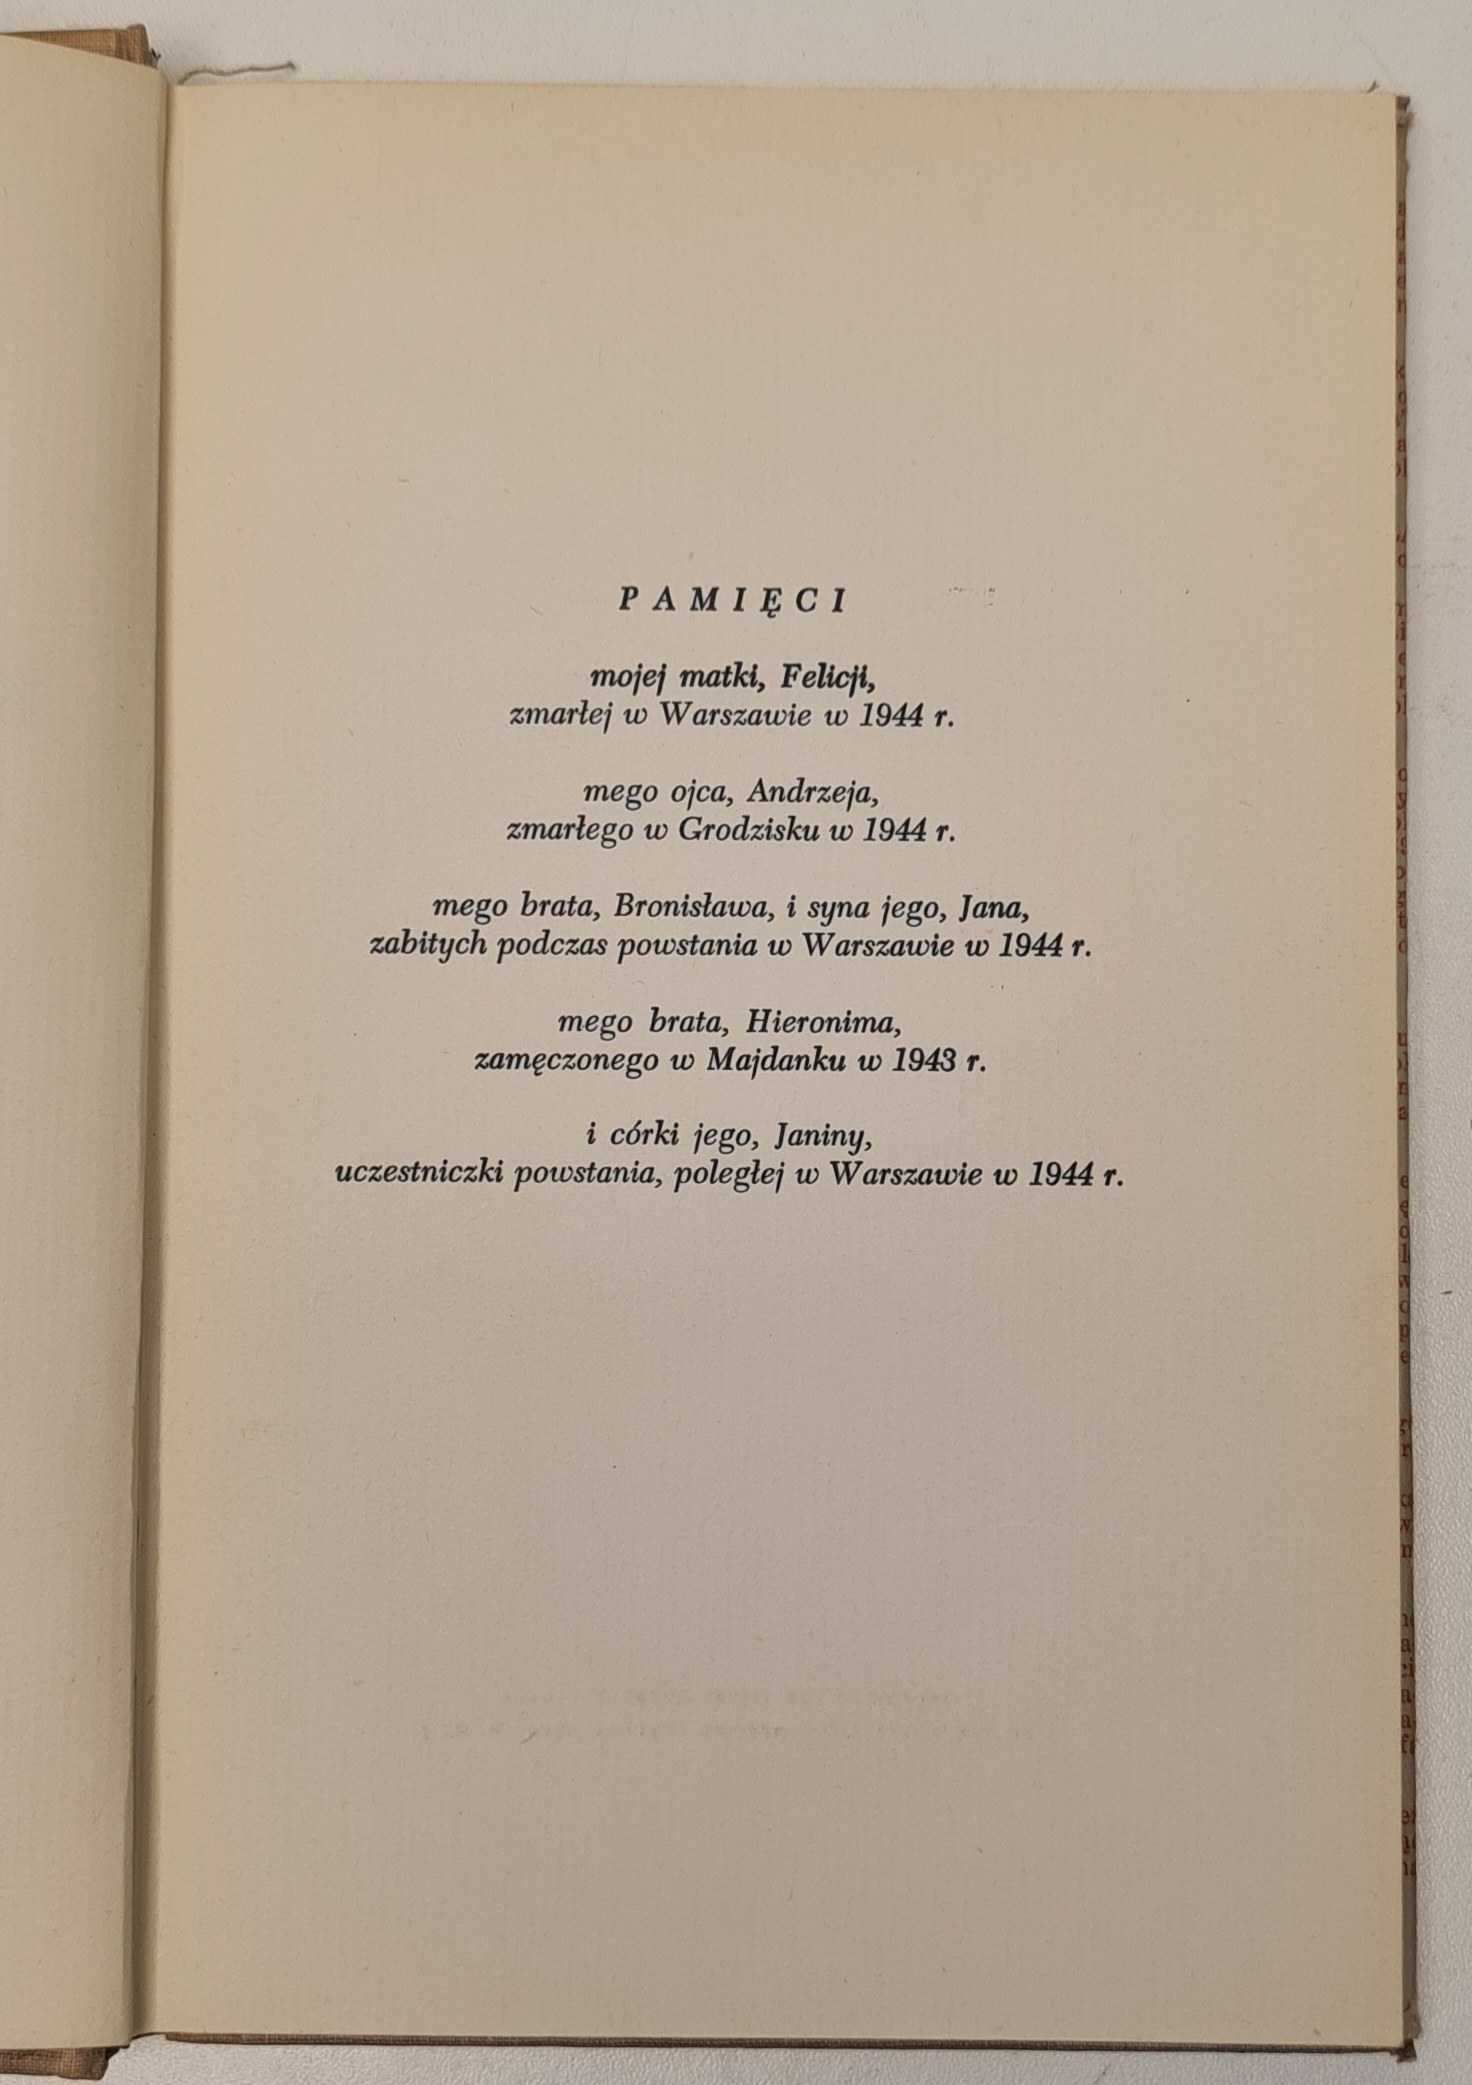 PAMIĘCI
mojej matki, Felicji,
zmarłej w Warszawie w 1944 r.
mego ojca, Andrzeja,
zmarłego w Grodzisku w 1944 r.
mego brata, Bronisława, i syna jego, Jana,
zabitych podczas powstania w Warszawie w 1944 r.
mego brata, Hieronima,
zamęczonego w Majdanku w 1943 r.
i córki jego, Janiny,
uczestniczki powstania, poległej w Warszawie w 1944 r.